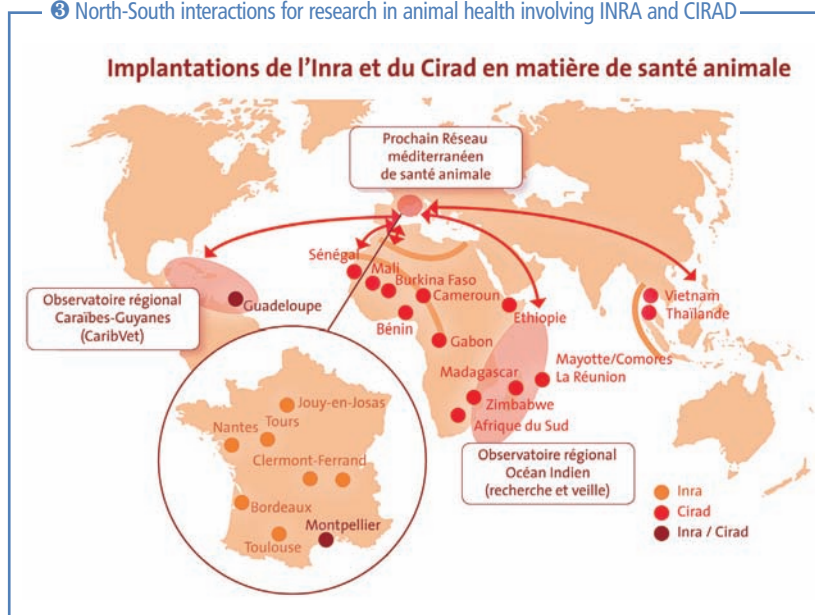 ❸ North-South interactions for research in animal health involving INRA and CIRAD
Implantations de l'Inra et du Cirad en matière de santé animale
Prochain Réseau
méditerranéen
de santé animale
Sénégal
Mali
Burkina Faso
Cameroun
Bénin
Gabon
Ethiopie
Vietnam
Thaïlande
Observatoire régional
Caraïbes-Guyanes
(CaribVet)
Guadeloupe
Mayotte/Comores
La Réunion
Madagascar
Zimbabwe
Afrique du Sud
Observatoire régional
Océan Indien
(recherche et veille)
Jouy-en-Josas
Nantes
Tours
Clermont-Ferrand
Bordeaux
Montpellier
Toulouse
Inra
Cirad
Inra / Cirad